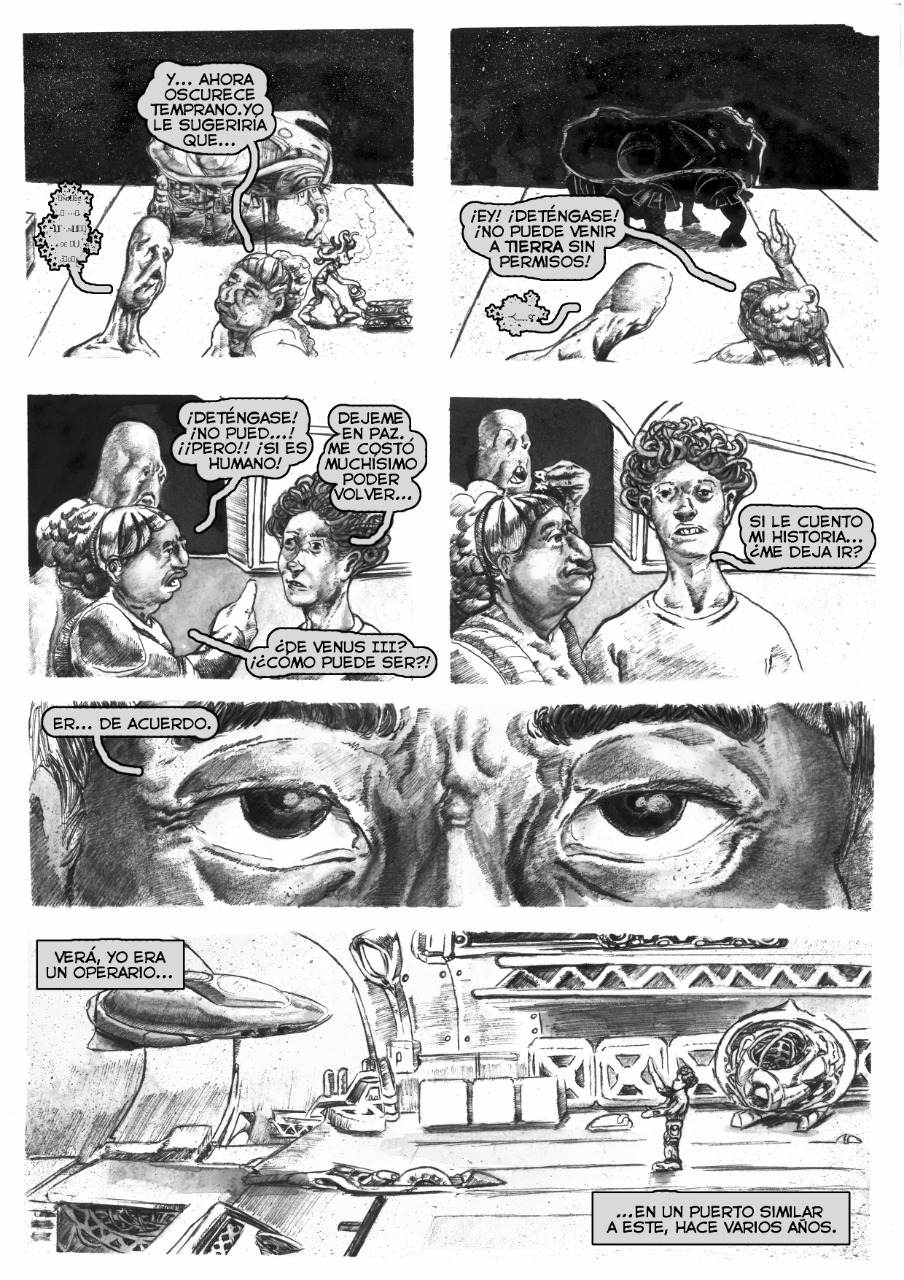 Y... AHORA
OSCURECE
TEMPRANO.YO
LE SUGERIRÍA
QUE...
¡EY! ¡DETÉNGASE!
¡NO PUEDE VENIR
A TIERRA SIN
PERMISOS!
¡DETÉNGASE!
¡NO PUED...!
¡¡PERO!! ¡SI ES
HUMANO!
DEJEME
EN PAZ.
ME COSTÓ
MUCHÍSIMO
PODER
VOLVER...
¿DE VENUS III?
¡¿CÓMO PUEDE SER?!
SI LE CUENTO
MI HISTORIA...
¿ME DEJA IR?
ER... DE ACUERDO.
VERÁ, YO ERA
UN OPERARIO...
...EN UN PUERTO SIMILAR
A ESTE, HACE VARIOS AÑOS.